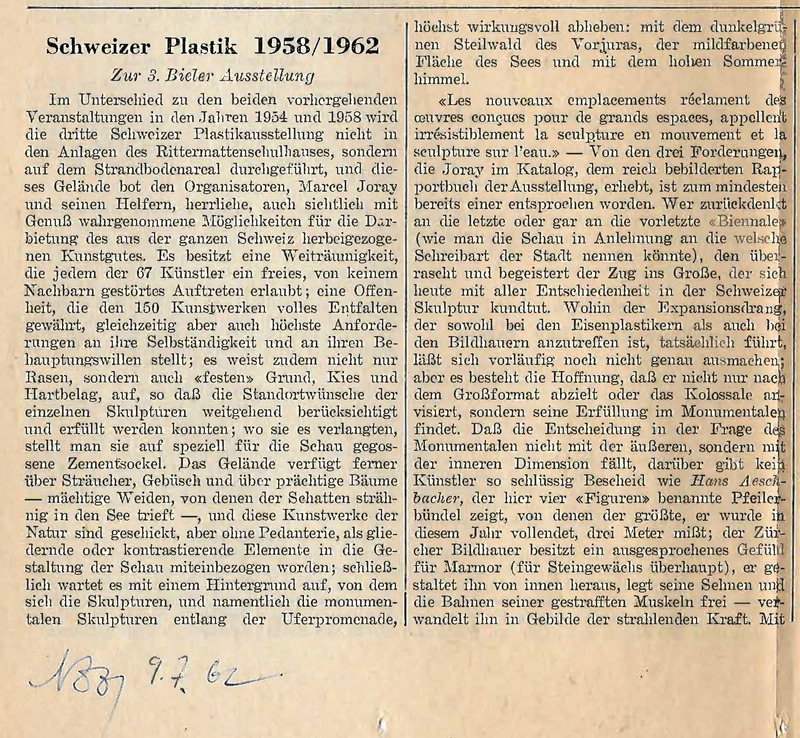 Schweizer Plastik 1958/1962
Zur 3. Bieler Ausstellung
Im Unterschied zu den beiden vorhergehenden
Veranstaltungen in den Jahren 1954 und 1958 wird
die dritte Schweizer Plastikausstellung nicht in
den Anlagen des Rittermattenschulhauses, sondern
auf dem Strandbodenareal durchgeführt, und die-
ses Gelände bot den Organisatoren, Marcel Joray
und seinen Helfern, herrliche, auch sichtlich mit
Genuß wahrgenommene Möglichkeiten für die Dar-
bietung des aus der ganzen Schweiz herbeigezoge-
nen Kunstgutes. Es besitzt eine Weiträumigkeit,
die jedem der 67 Künstler ein freies, von keinem
Nachbarn gestörtes Auftreten erlaubt; eine Offen-
heit, die den 150 Kunstwerken volles Entfalten
gewährt, gleichzeitig aber auch höchste Anforde-
rungen an ihre Selbständigkeit und an ihren Be-
hauptungswillen stellt; es weist zudem nicht nur
Rasen, sondern auch «festen» Grund, Kies und
Hartbelag, auf, so daß die Standortwünsche der
einzelnen Skulpturen weitgehend berücksichtigt
und erfüllt werden konnten; wo sie es verlangten,
stellt man sie auf speziell für die Schau gegos-
sene Zementsockel. Das Gelände verfügt ferner
über Sträucher, Gebüsch und über prächtige Bäume
— mächtige Weiden, von denen der Schatten sträh-
nig in den See trieft —, und diese Kunstwerke der
Natur sind geschickt, aber ohne Pedanterie, als glie-
dernde oder kontrastierende Elemente in die Ge-
staltung der Schau miteinbezogen worden; schließ-
lich wartet es mit einem Hintergrund auf, von dem
sich die Skulpturen, und namentlich die monumen-
talen Skulpturen entlang der Uferpromenade,
höchst wirkungsvoll abheben: mit dem dunkelgrü-
nen Steilwald des Vorjuras, der mildfarbenen
Fläche des Sees und mit dem hohen Sommer-
himmel.
«Les nouveaux emplacements réclament des
œuvres conçues pour de grands espaces, appellent
irrésistiblement la sculpture en mouvement et la
sculpture sur l'eau.» — Von den drei Forderungen,
die Joray im Katalog, dem reich bebilderten Rap-
portbuch der Ausstellung, erhebt, ist zum mindesten
bereits einer entsprochen worden. Wer zurückdenkt
an die letzte oder gar an die vorletzte «Biennale»
(wie man die Schau in Anlehnung an die welsche
Schreibart der Stadt nennen könnte), den über-
rascht und begeistert der Zug ins Große, der sich
heute mit aller Entschiedenheit in der Schweizer
Skulptur kundtut. Wohin der Expansionsdrang,
der sowohl bei den Eisenplastikern als auch bei
den Bildhauern anzutreffen ist, tatsächlich führt,
läßt sich vorläufig noch nicht genau ausmachen;
aber es besteht die Hoffnung, daß er nicht nur nach
dem Großformat abzielt oder das Kolossale an-
visiert, sondern seine Erfüllung im Monumentalen
findet. Daß die Entscheidung in der Frage des
Monumentalen nicht mit der äußeren, sondern mit
der inneren Dimension fällt, darüber gibt kein
Künstler so schlüssig Bescheid wie Hans Aesch-
bacher, der hier vier «Figuren» benannte Pfeiler-
bündel zeigt, von denen der größte, er wurde in
diesem Jahr vollendet, drei Meter mißt; der Zür-
cher Bildhauer besitzt ein ausgesprochenes Gefühl
für Marmor (für Steingewächs überhaupt), er ge-
staltet ihn von innen heraus, legt seine Sehnen und
die Bahnen seiner gestrafften Muskeln frei — ver-
wandelt ihn in Gebilde der strahlenden Kraft. Mit
NZZ 9.7.62